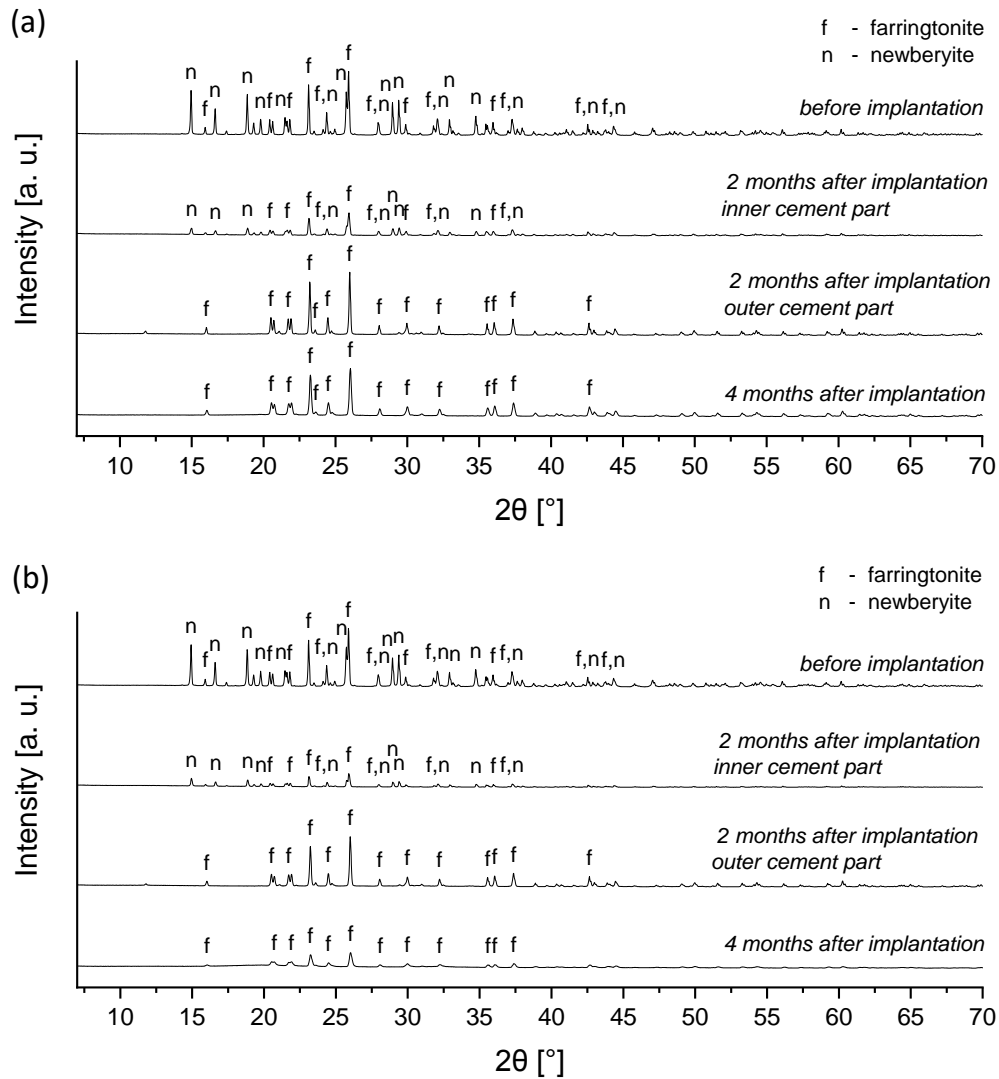 (a)
f - farringtonite
n - newberyite
f
n f n n
n n n f n f f,n n n f f,n n f f,n f,n f,n
before implantation
2 months after implantation
inner cement part
f f n
n n n f f f,n f,n n f f,n n f f,n
2 months after implantation
outer cement part
f
f
f f f f f f f f f f f f
4 months after implantation
f
f
f f f f f f f f f f f f
Intensity [a. u.]
10 15 20 25 30 35 40 45 50 55 60 65 70
2θ [°]
(b)
f - farringtonite
n - newberyite
f
n f n n
n f n n n f n f f,n f,n n f f,n n n f f,n f,n f,n
before implantation
2 months after implantation
inner cement part
f f n
n n n n f f f,n f,n n f,n n f f,n
2 months after implantation
outer cement part
f
f
f f f f f f f f f f f
4 months after implantation
f f f f f f f f f f f f
Intensity [a. u.]
10 15 20 25 30 35 40 45 50 55 60 65 70
2θ [°]